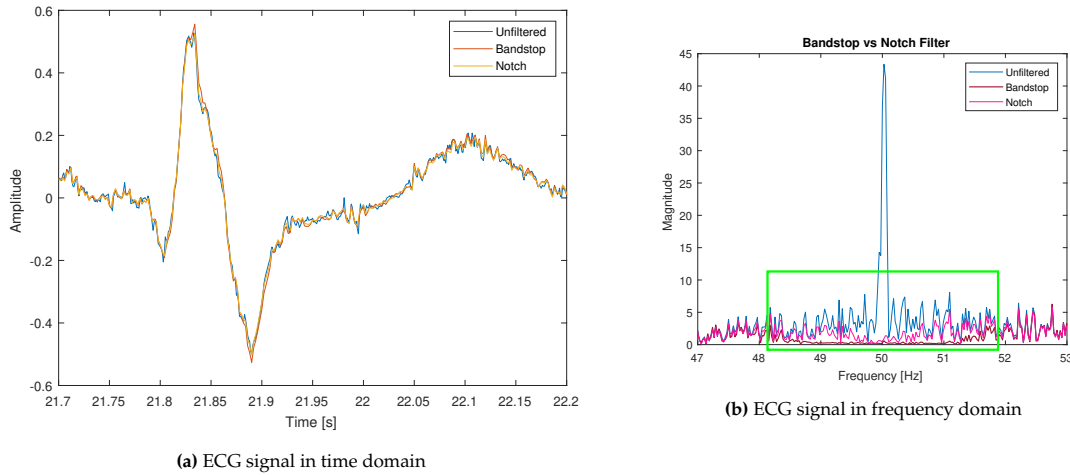 0.6
0.4
0.2
0
-0.2
-0.4
-0.6
Amplitude
21.7 21.75 21.8 21.85 21.9 21.95 22 22.05 22.1 22.15 22.2
Time [s]
Unfiltered
Bandstop
Notch
(a) ECG signal in time domain
Bandstop vs Notch Filter
45
40
35
30
25
20
15
10
5
0
Magnitude
47 48 49 50 51 52 53
Frequency [Hz]
Unfiltered
Bandstop
Notch
(b) ECG signal in frequency domain